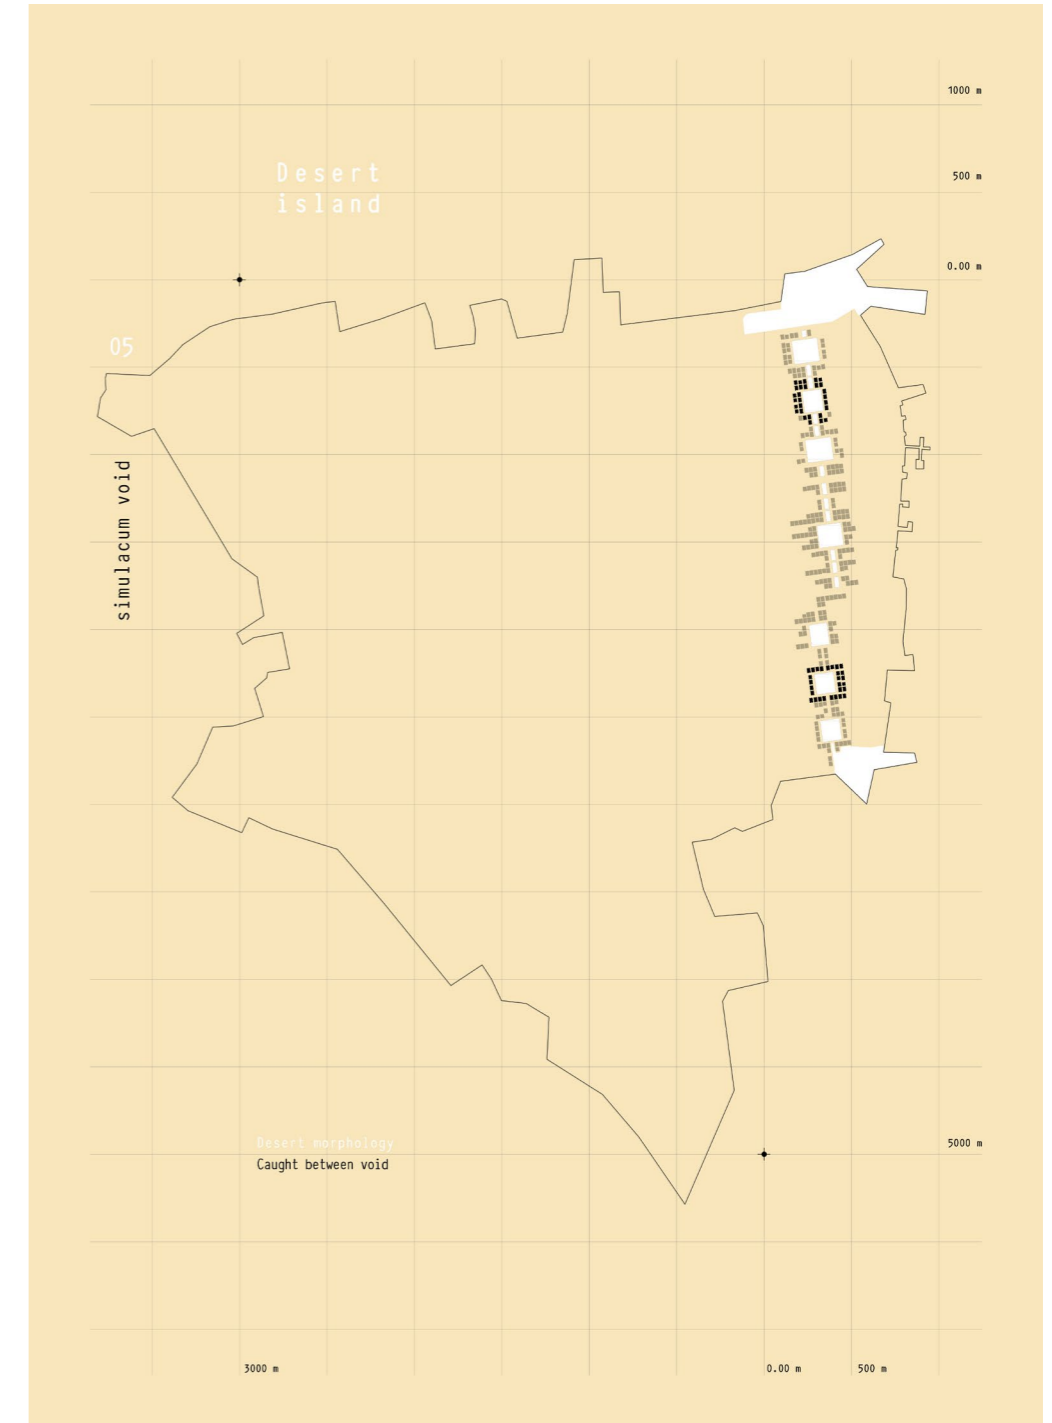 1000 m
500 m
Desert
island
0.00 m
05
simulacum void
Desert morphology
5000 m
Caught between void
3000 m
0.00 m
500 m